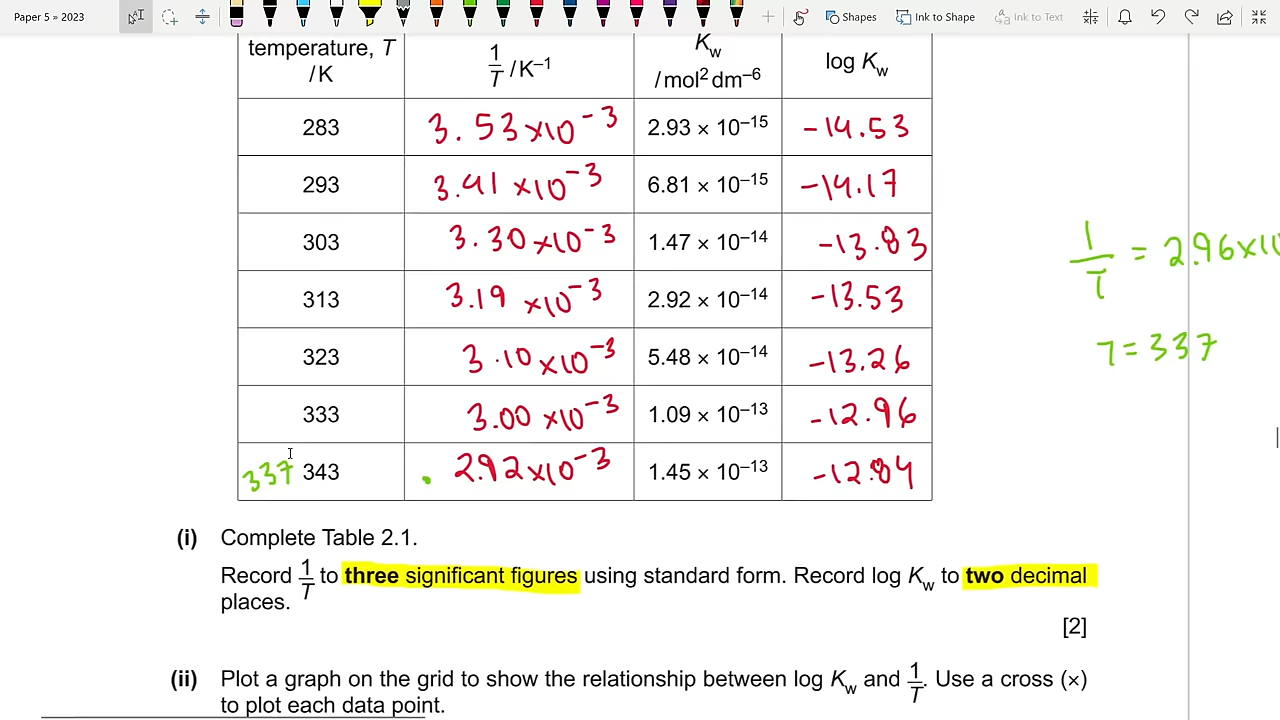 Paper 5 » 2023
Shapes
Ink to Shape
Ink to Text
temperature, T /K
1/T /K–1
Kw /mol2 dm–6
log Kw
283 3.53×10-3 2.93 × 10–15 -14.53
293 3.41×10-3 6.81 × 10–15 -14.17
303 3.30×10-3 1.47 × 10–14 -13.83
313 3.19×10-3 2.92 × 10–14 -13.53
323 3.10×10-3 5.48 × 10–14 -13.26
333 3.00×10-3 1.09 × 10–13 -12.96
337 343 2.92×10-3 1.45 × 10–13 -12.84
1/T = 2.96×10
T = 337
(i) Complete Table 2.1.
Record 1/T to three significant figures using standard form. Record log Kw to two decimal
places.
[2]
(ii) Plot a graph on the grid to show the relationship between log Kw and 1/T. Use a cross (×)
to plot each data point.